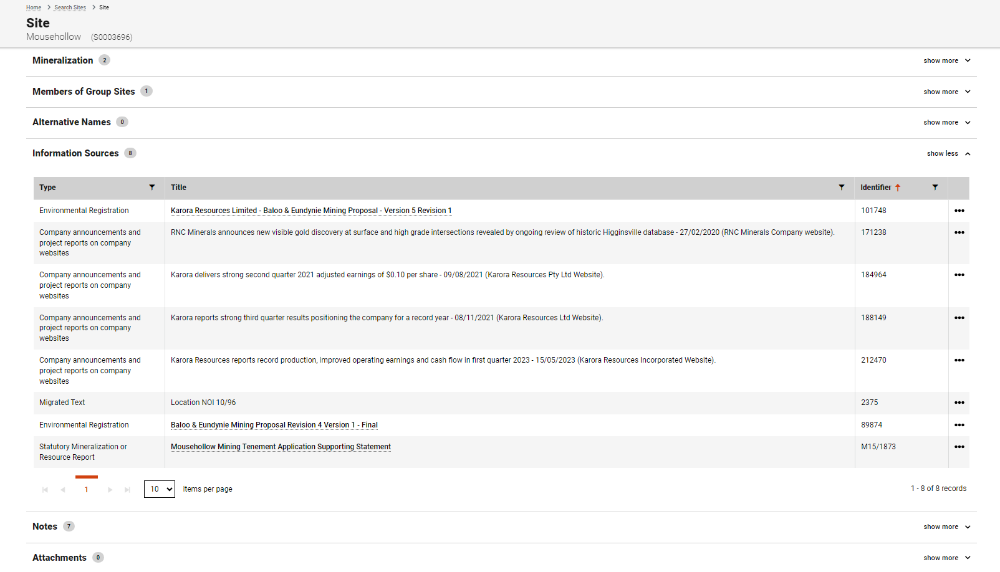 Home > Search Sites > Site
Site
Mousehollow (S0003696)
Mineralization 2 show more
Members of Group Sites 1 show more
Alternative Names 0 show more
Information Sources 8 show less
Type Title Identifier
Environmental Registration Karora Resources Limited - Baloo & Eundynie Mining Proposal - Version 5 Revision 1 101748 •••
Company announcements and RNC Minerals announces new visible gold discovery at surface and high grade intersections revealed by ongoing review of historic Higginsville database - 27/02/2020 (RNC Minerals Company website). 171238 •••
project reports on company
websites
Company announcements and Karora delivers strong second quarter 2021 adjusted earnings of $0.10 per share - 09/08/2021 (Karora Resources Pty Ltd Website). 184964 •••
project reports on company
websites
Company announcements and Karora reports strong third quarter results positioning the company for a record year - 08/11/2021 (Karora Resources Ltd Website). 188149 •••
project reports on company
websites
Company announcements and Karora Resources reports record production, improved operating earnings and cash flow in first quarter 2023 - 15/05/2023 (Karora Resources Incorporated Website). 212470 •••
project reports on company
websites
Migrated Text Location NOI 10/96 2375 •••
Environmental Registration Baloo & Eundynie Mining Proposal Revision 4 Version 1 - Final 89874 •••
Statutory Mineralization or Mousehollow Mining Tenement Application Supporting Statement M15/1873 •••
Resource Report
1 10 items per page 1 - 8 of 8 records
Notes 7 show more
Attachments 0 show more